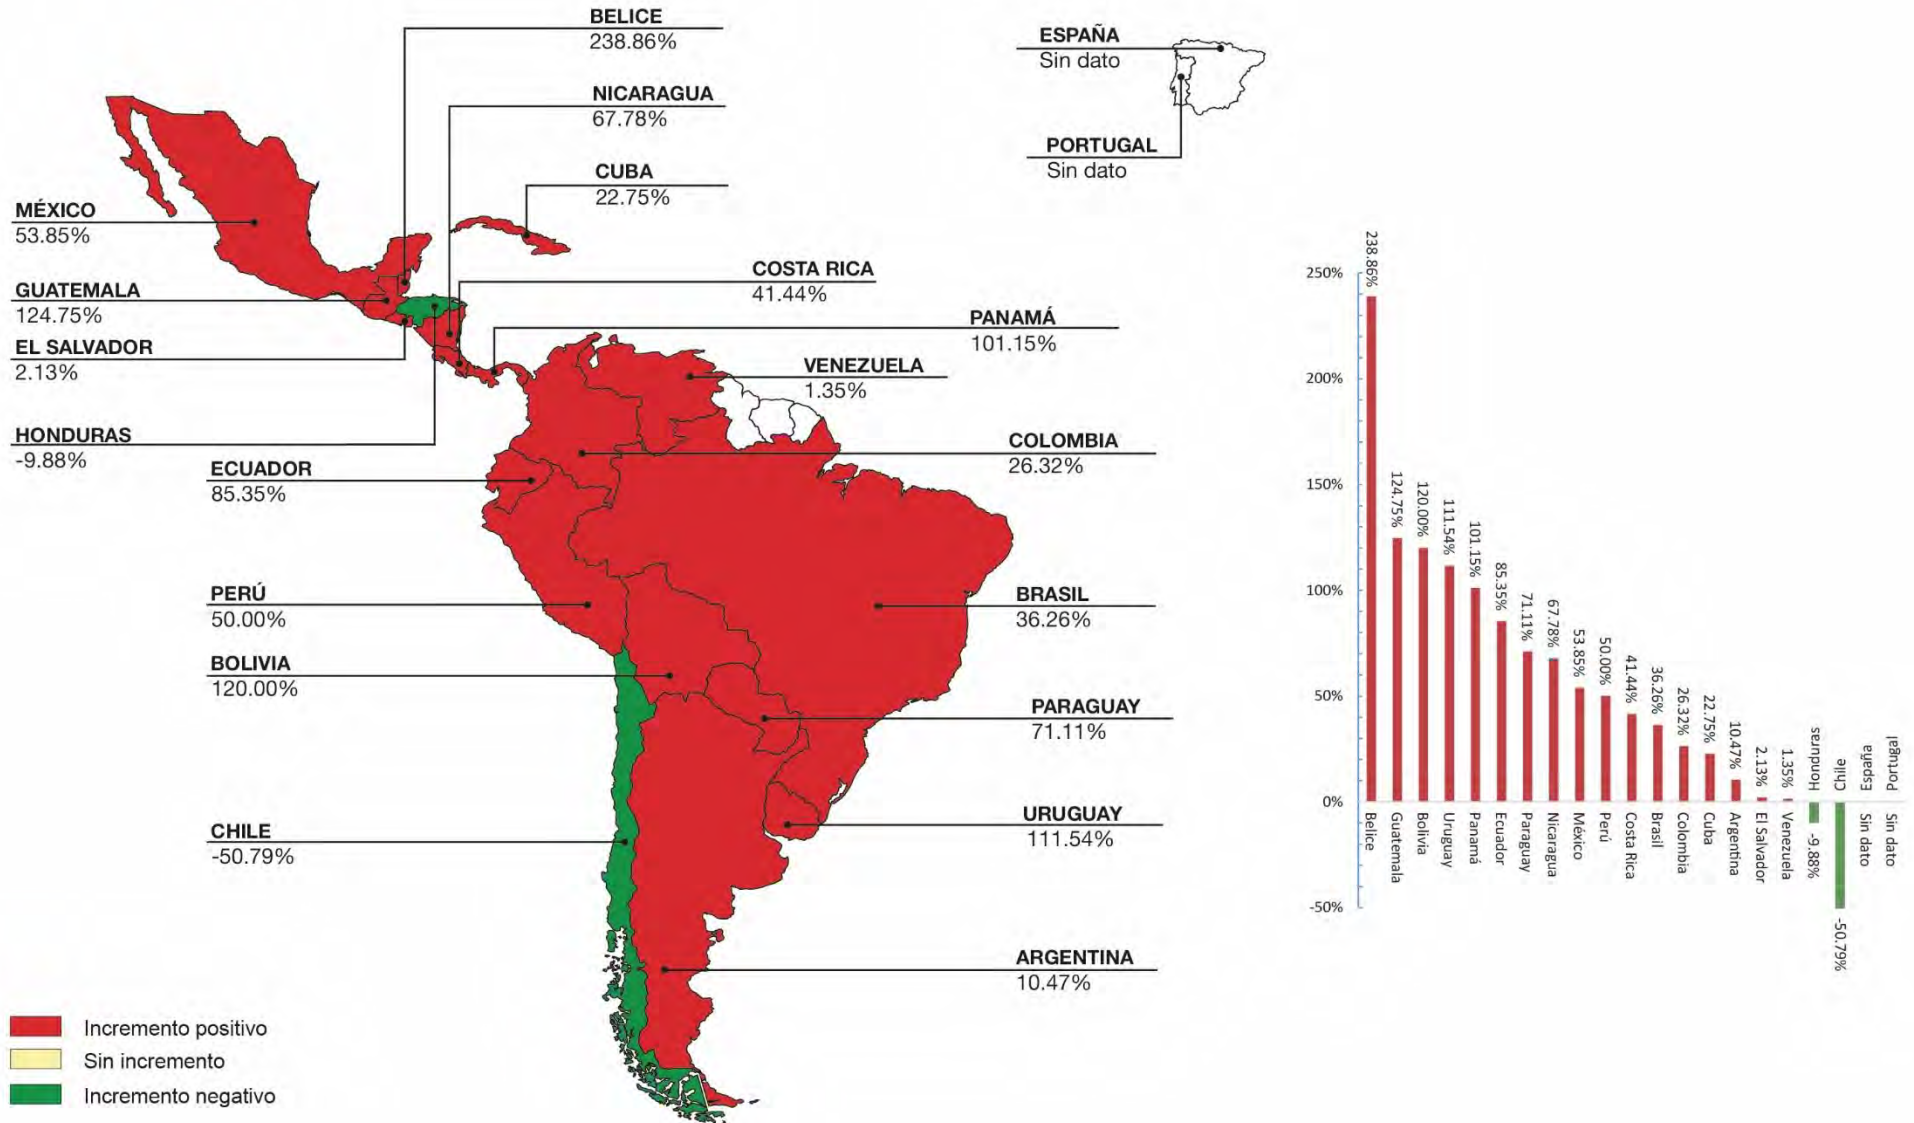 BELICE
238.86%
ESPAÑA
Sin dato
NICARAGUA
67.78%
PORTUGAL
Sin dato
CUBA
22.75%
MÉXICO
53.85%
COSTA RICA
41.44%
GUATEMALA
124.75%
PANAMÁ
101.15%
EL SALVADOR
2.13%
VENEZUELA
1.35%
HONDURAS
-9.88%
COLOMBIA
26.32%
ECUADOR
85.35%
PERÚ
50.00%
BRASIL
36.26%
BOLIVIA
120.00%
PARAGUAY
71.11%
URUGUAY
111.54%
CHILE
-50.79%
ARGENTINA
10.47%
Incremento positivo
Sin incremento
Incremento negativo
250%
200%
150%
100%
50%
0%
-50%
238.86%
124.75%
120.00%
111.54%
101.15%
85.35%
71.11%
67.78%
53.85%
50.00%
41.44%
36.26%
26.32%
22.75%
10.47%
2.13%
1.35%
Honduras
Chile
España
Portugal
Belice
Guatemala
Bolivia
Uruguay
Panamá
Ecuador
Paraguay
Nicaragua
México
Perú
Costa Rica
Brasil
Colombia
Cuba
Argentina
El Salvador
Venezuela
-9.88%
-50.79%
Sin dato
Sin dato